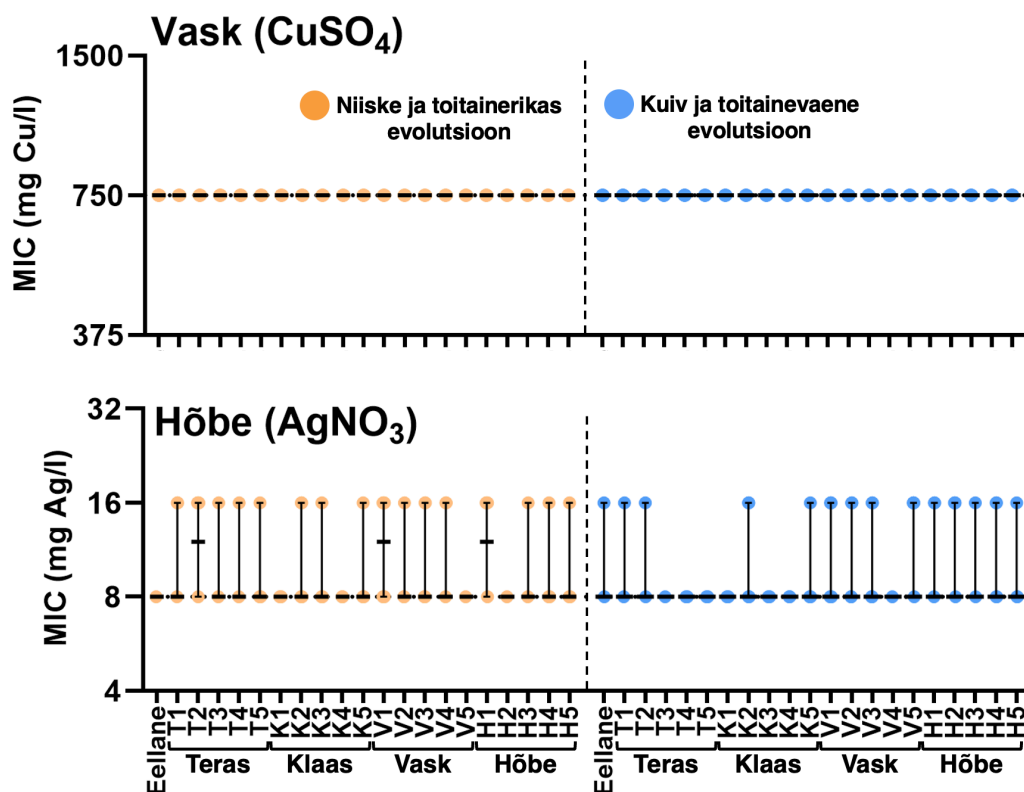 Vask (CuSO₄)
1500
750
375
MIC (mg Cu/l)
Niiske ja toitainerikas
evolutsioon
Kuiv ja toitainevaene
evolutsioon
Hõbe (AgNO₃)
32
16
8
4
MIC (mg Ag/l)
Eellane T1 T2 T3 T4 T5 K1 K2 K3 K4 K5 V1 V2 V3 V4 V5 H1 H2 H3 H4 H5 Eellane T1 T2 T3 T4 T5 K1 K2 K3 K4 K5 V1 V2 V3 V4 V5 H1 H2 H3 H4 H5
Teras Klaas Vask Hõbe Teras Klaas Vask Hõbe